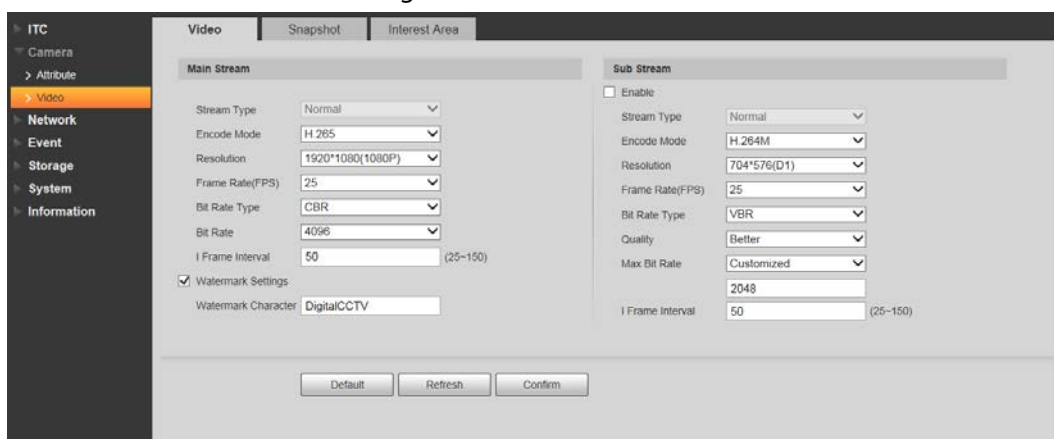 ITC
Camera
> Attribute
> Video
Network
Event
Storage
System
Information
Video Snapshot Interest Area
Main Stream
Stream Type Normal
Encode Mode H.265
Resolution 1920*1080(1080P)
Frame Rate(FPS) 25
Bit Rate Type CBR
Bit Rate 4096
I Frame Interval 50 (25~150)
Watermark Settings
Watermark Character DigitalCCTV
Sub Stream
Enable
Stream Type Normal
Encode Mode H.264M
Resolution 704*576(D1)
Frame Rate(FPS) 25
Bit Rate Type VBR
Quality Better
Max Bit Rate Customized
2048
I Frame Interval 50 (25~150)
Default Refresh Confirm